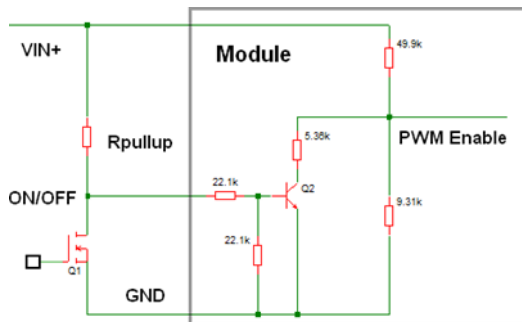 VIN+
Module
49.9k
Rpullup
5.36k
PWM Enable
ON/OFF
22.1k
Q2
9.31k
22.1k
Q1
GND